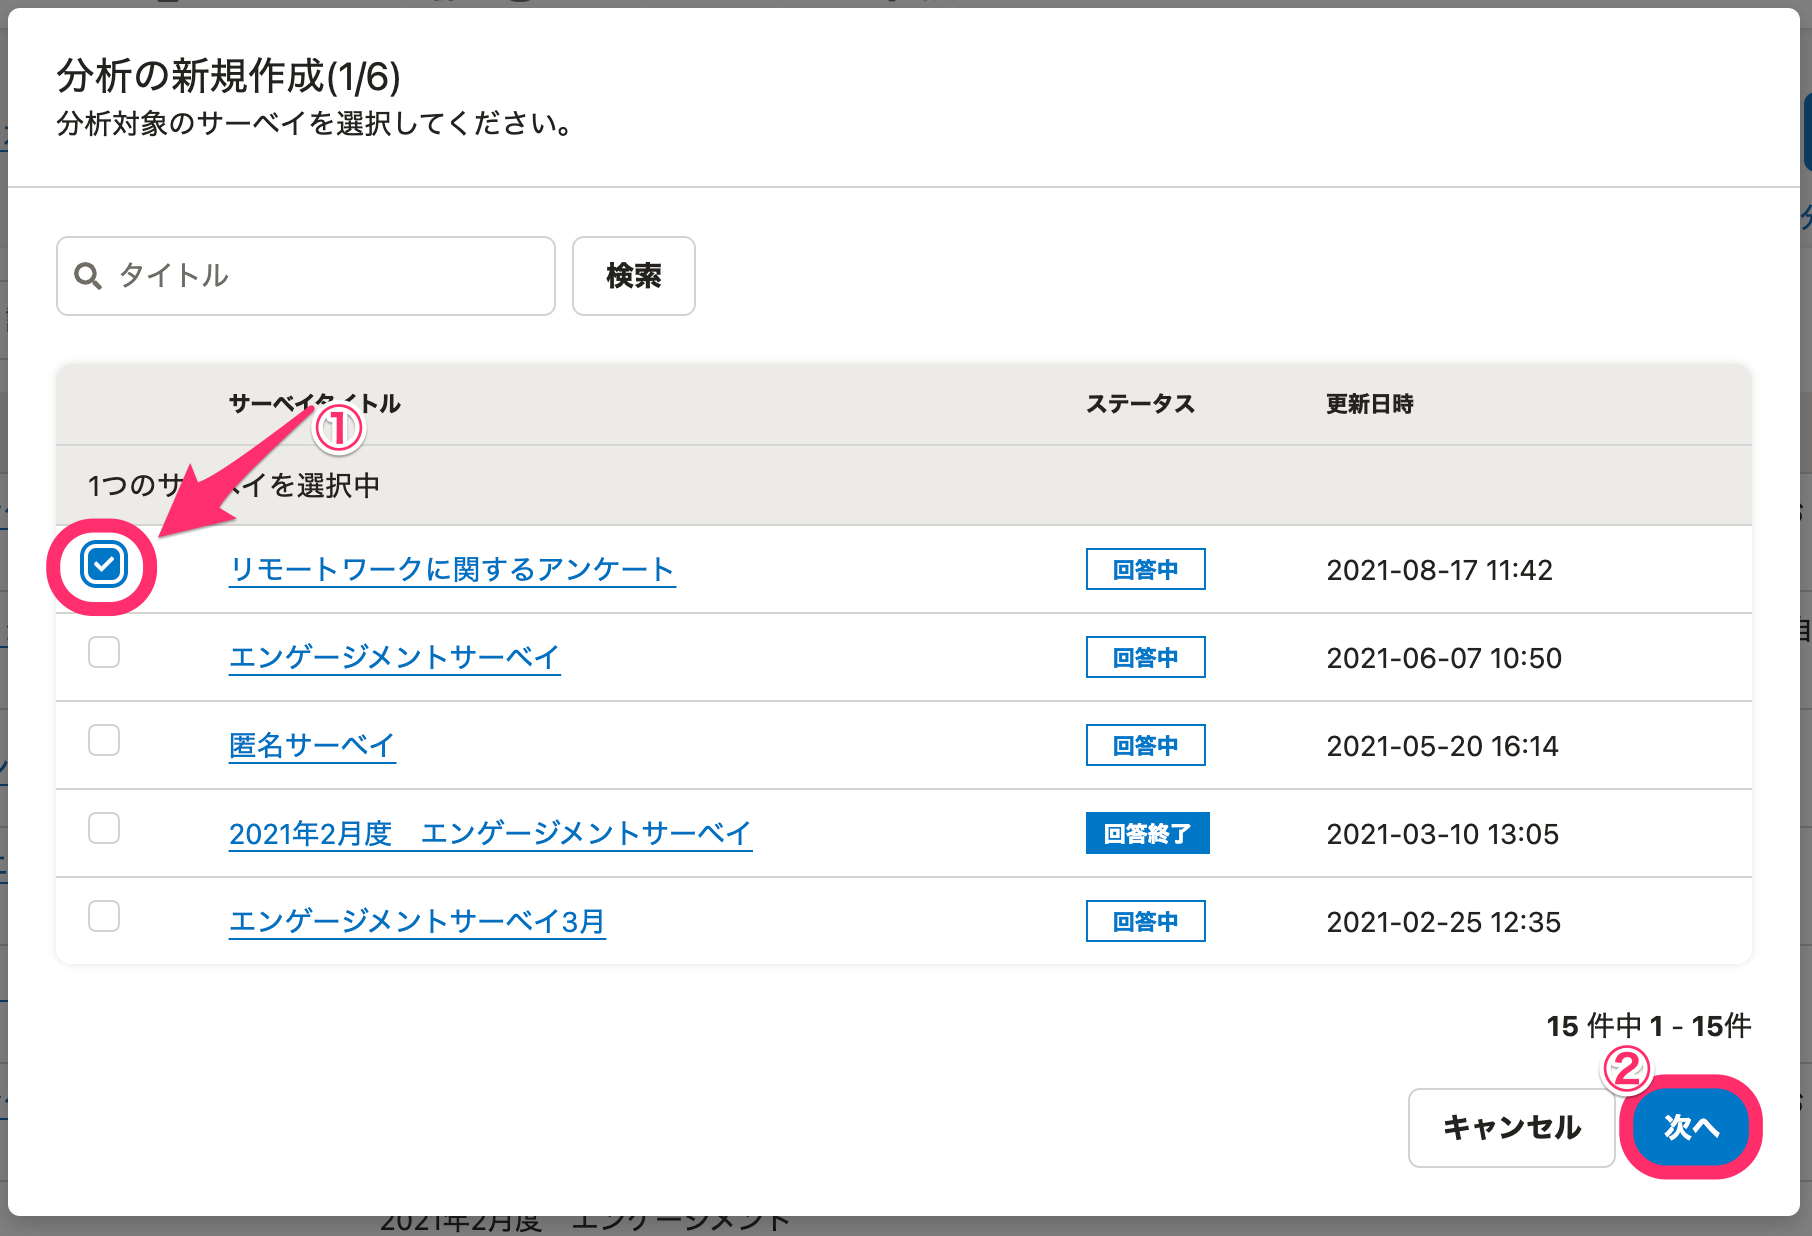 分析の新規作成(1/6)
分析対象のサーベイを選択してください。
タイトル
検索
サーベイタイトル ステータス 更新日時
①
1つのサーベイを選択中
リモートワークに関するアンケート 回答中 2021-08-17 11:42
エンゲージメントサーベイ 回答中 2021-06-07 10:50
匿名サーベイ 回答中 2021-05-20 16:14
2021年2月度　エンゲージメントサーベイ 回答終了 2021-03-10 13:05
エンゲージメントサーベイ3月 回答中 2021-02-25 12:35
15 件中 1 - 15件
②
キャンセル 次へ
2021年2月度　エンゲージメント